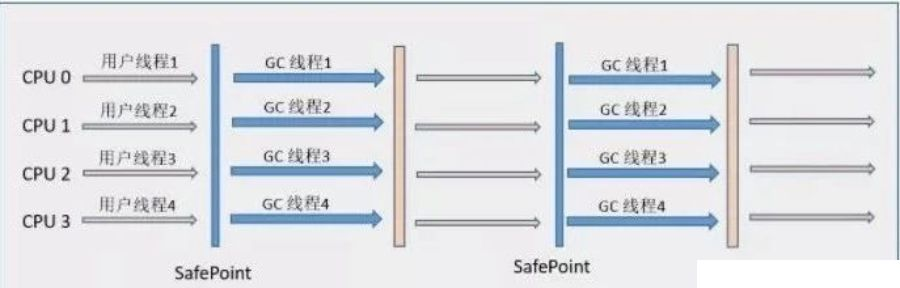 用户线程1
GC 线程1
GC 线程1
CPU 0
用户线程2
GC 线程2
GC 线程2
CPU 1
用户线程3
GC 线程3
GC 线程3
CPU 2
用户线程4
GC 线程4
GC 线程4
CPU 3
SafePoint
SafePoint